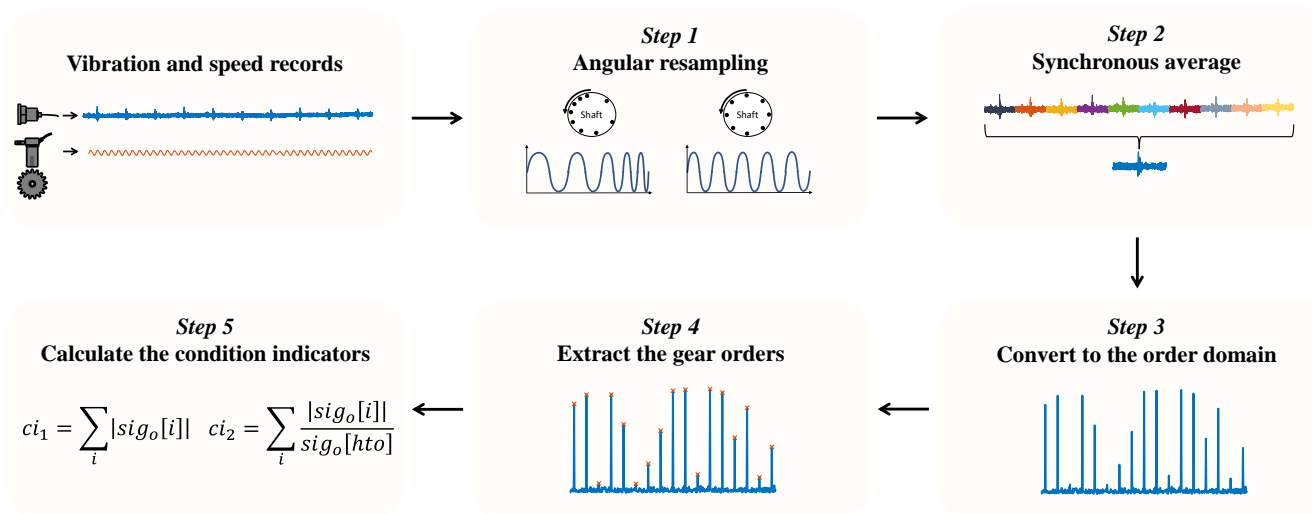 Vibration and speed records
Step 1
Angular resampling
Shaft
Shaft
Step 2
Synchronous average
Step 3
Convert to the order domain
Step 4
Extract the gear orders
Step 5
Calculate the condition indicators
ci₁ = ∑ᵢ |sigₒ[i]|   ci₂ = ∑ᵢ |sigₒ[i]| / sigₒ[hto]